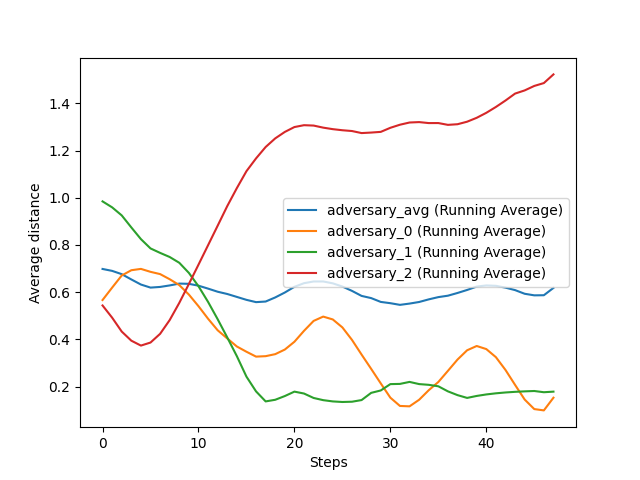 1.4
1.2
1.0
0.8
0.6
0.4
0.2
Average distance
adversary_avg (Running Average)
adversary_0 (Running Average)
adversary_1 (Running Average)
adversary_2 (Running Average)
0 10 20 30 40
Steps